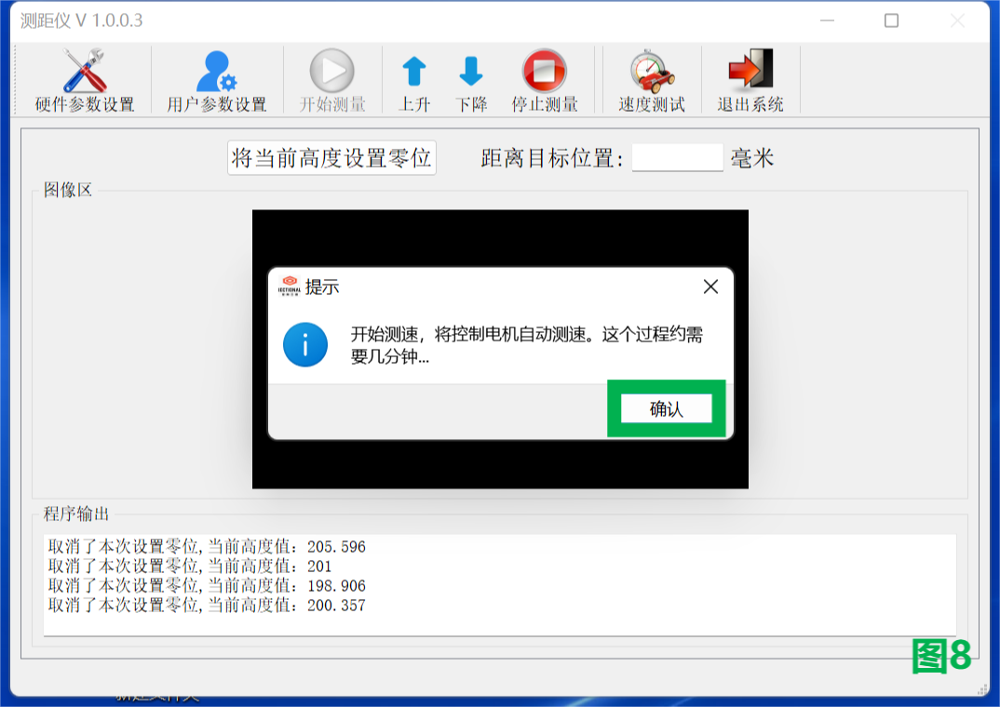 测距仪 V 1.0.0.3
硬件参数设置 用户参数设置 开始测量 上升 下降 停止测量 速度测试 退出系统
将当前高度设置零位 距离目标位置: 毫米
图像区
提示
开始测速，将控制电机自动测速。这个过程约需
要几分钟...
确认
程序输出
取消了本次设置零位,当前高度值: 205.596
取消了本次设置零位,当前高度值: 201
取消了本次设置零位,当前高度值: 198.906
取消了本次设置零位,当前高度值: 200.357
图8